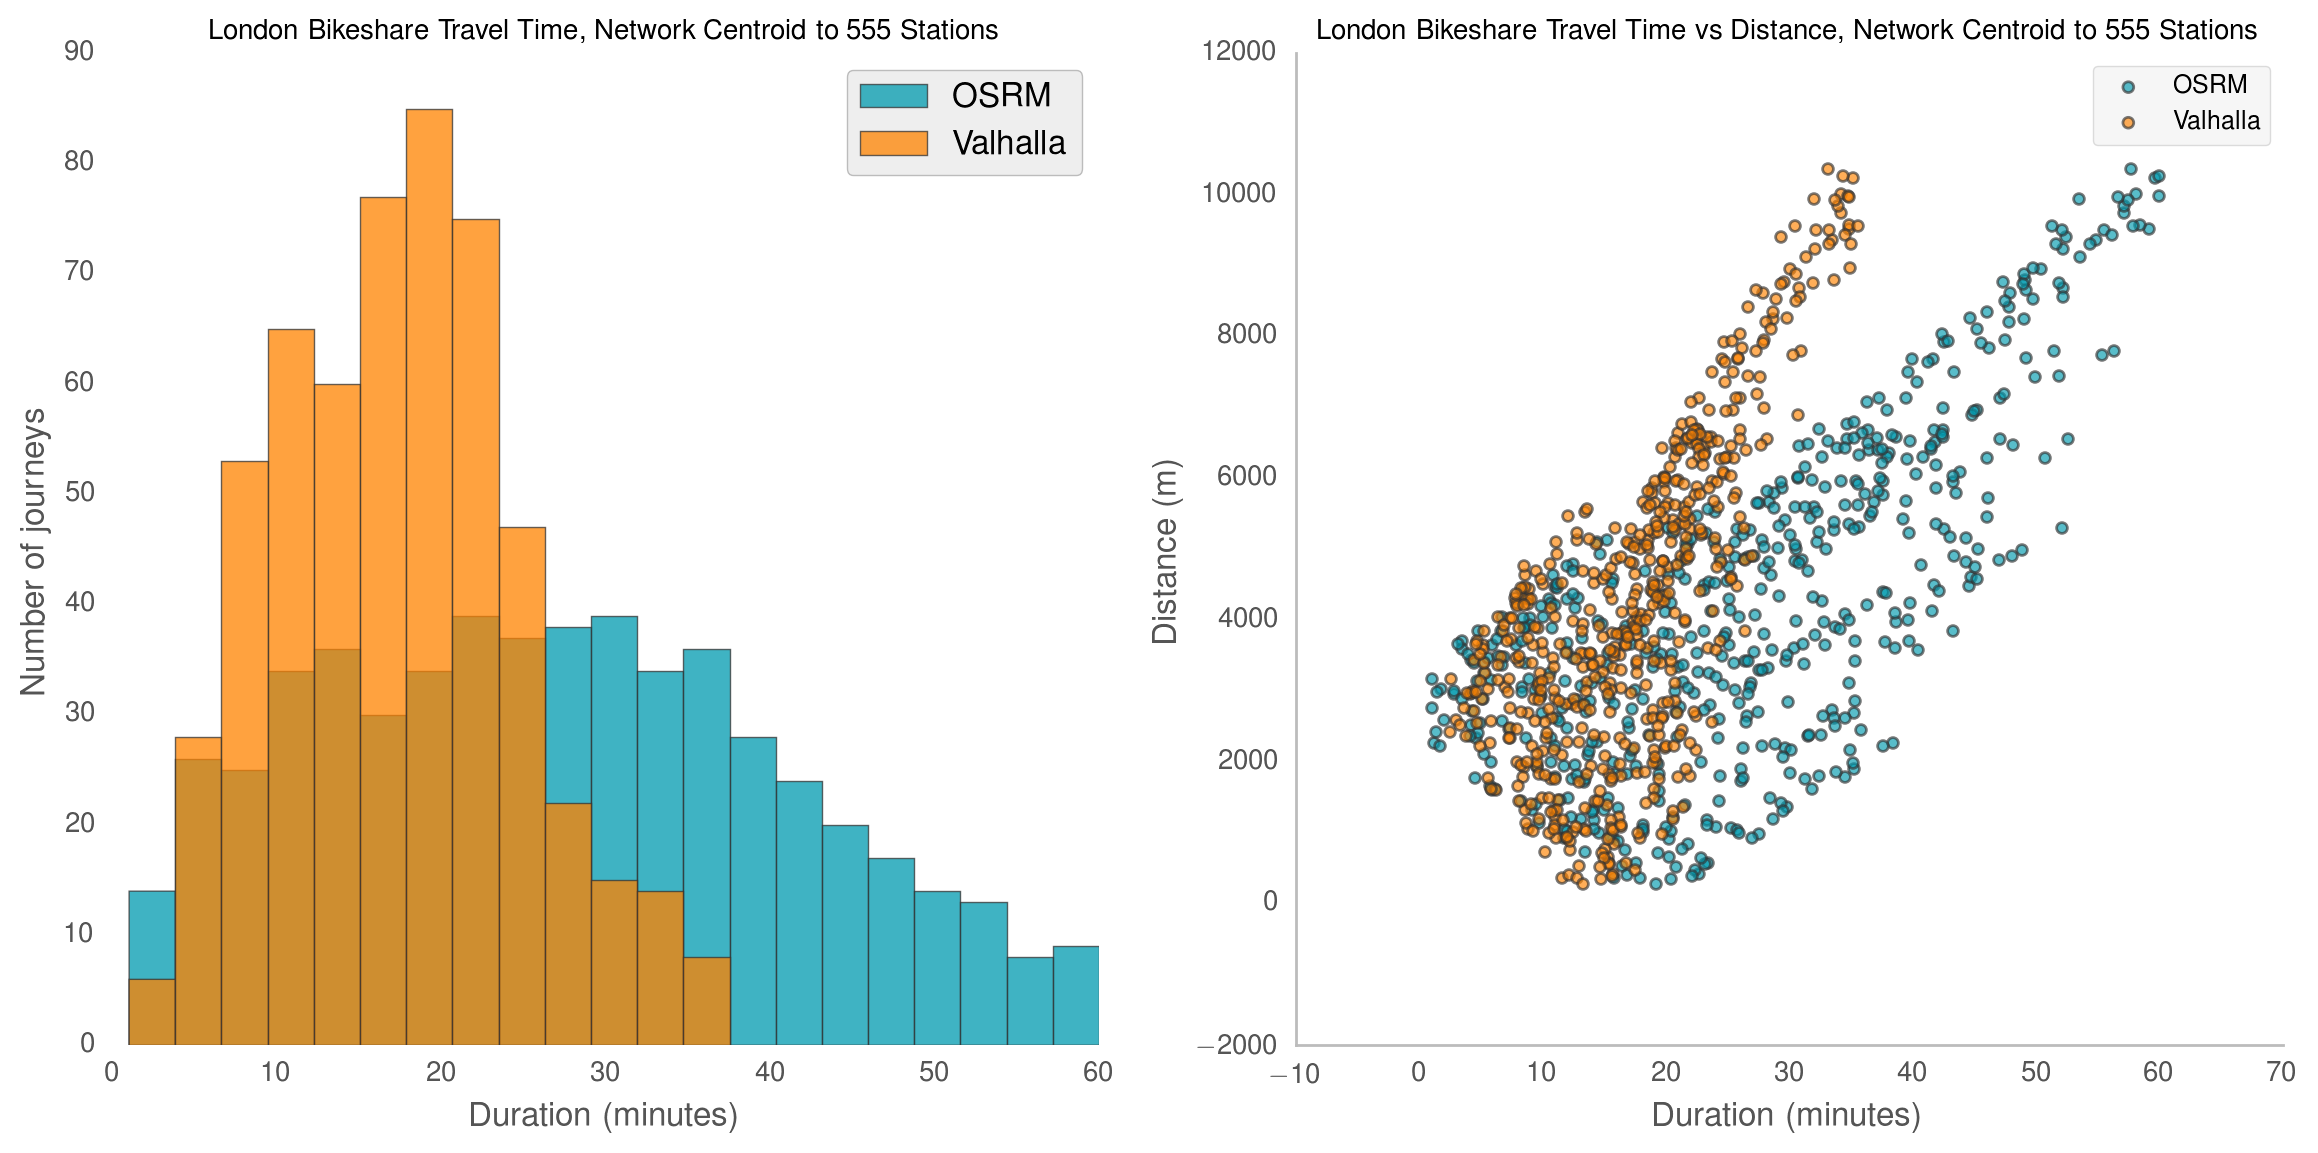 London Bikeshare Travel Time, Network Centroid to 555 Stations
90
80
70
60
50
40
30
20
10
0
Number of journeys
OSRM
Valhalla
0 10 20 30 40 50 60
Duration (minutes)
London Bikeshare Travel Time vs Distance, Network Centroid to 555 Stations
12000
10000
8000
6000
4000
2000
0
−2000
Distance (m)
OSRM
Valhalla
−10 0 10 20 30 40 50 60 70
Duration (minutes)